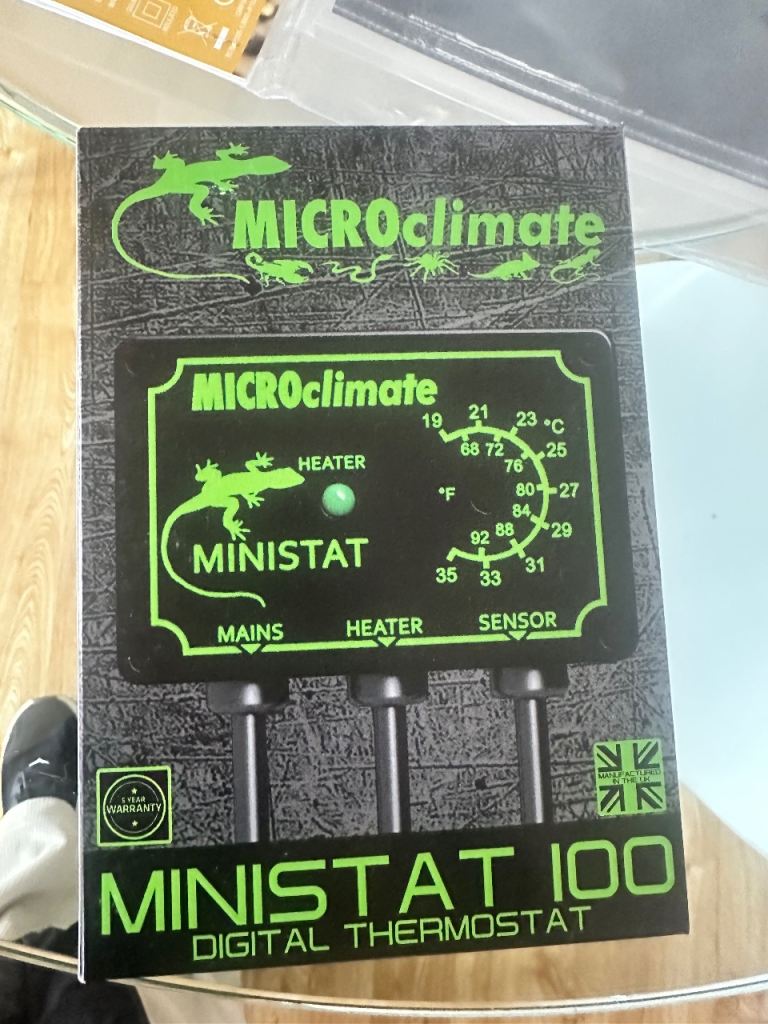 MICROclimate
MICROclimate
19 21 23 °C
68 72 25
76
HEATER
°F 80 27
84
MINISTAT
92 88 29
35 33 31
MAINS HEATER SENSOR
5 YEAR
WARRANTY
MANUFACTURED
IN THE UK
MINISTAT 100
DIGITAL THERMOSTAT